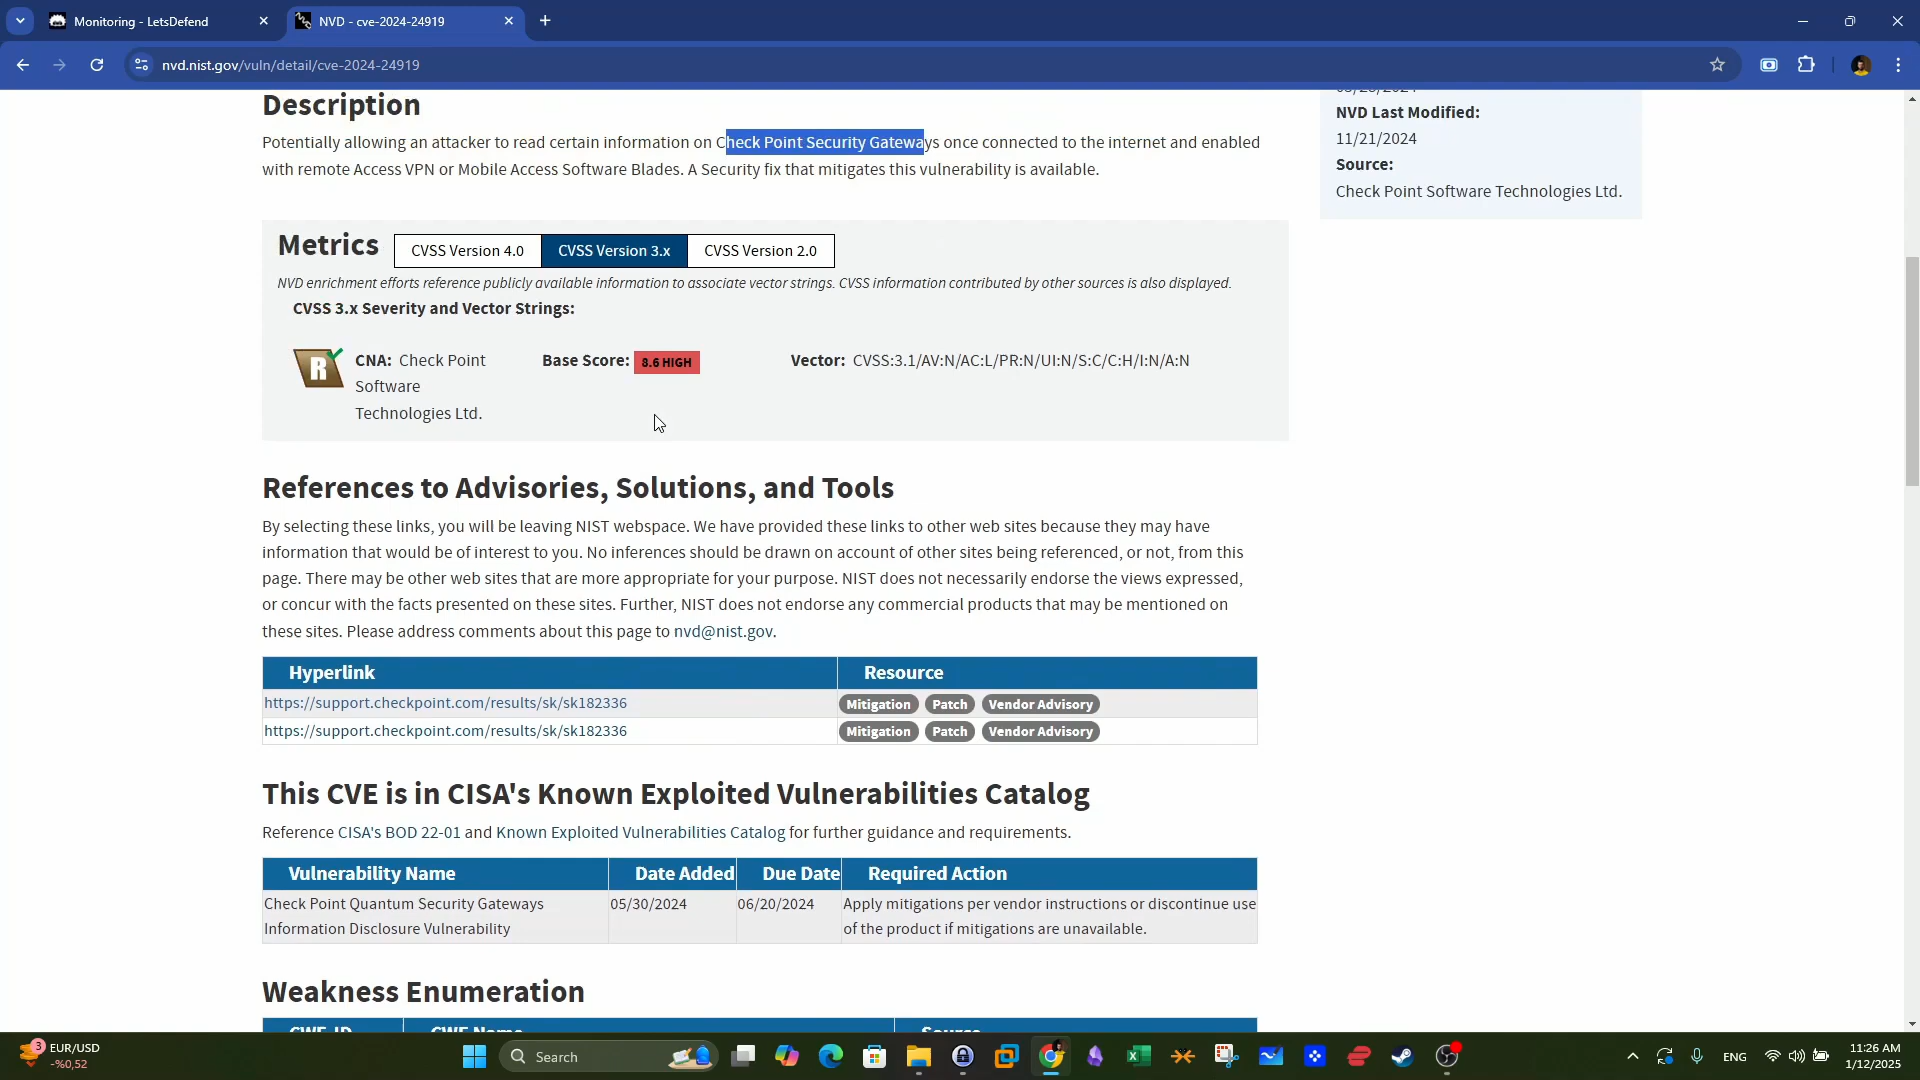 Monitoring - LetsDefend
NVD - cve-2024-24919
nvd.nist.gov/vuln/detail/cve-2024-24919
Description
Potentially allowing an attacker to read certain information on Check Point Security Gateways once connected to the internet and enabled
with remote Access VPN or Mobile Access Software Blades. A Security fix that mitigates this vulnerability is available.
NVD Last Modified:
11/21/2024
Source:
Check Point Software Technologies Ltd.
Metrics
CVSS Version 4.0
CVSS Version 3.x
CVSS Version 2.0
NVD enrichment efforts reference publicly available information to associate vector strings. CVSS information contributed by other sources is also displayed.
CVSS 3.x Severity and Vector Strings:
R
CNA: Check Point
Software
Technologies Ltd.
Base Score: 8.6 HIGH
Vector: CVSS:3.1/AV:N/AC:L/PR:N/UI:N/S:C/C:H/I:N/A:N
References to Advisories, Solutions, and Tools
By selecting these links, you will be leaving NIST webspace. We have provided these links to other web sites because they may have
information that would be of interest to you. No inferences should be drawn on account of other sites being referenced, or not, from this
page. There may be other web sites that are more appropriate for your purpose. NIST does not necessarily endorse the views expressed,
or concur with the facts presented on these sites. Further, NIST does not endorse any commercial products that may be mentioned on
these sites. Please address comments about this page to nvd@nist.gov.
Hyperlink Resource
https://support.checkpoint.com/results/sk/sk182336 Mitigation Patch Vendor Advisory
https://support.checkpoint.com/results/sk/sk182336 Mitigation Patch Vendor Advisory
This CVE is in CISA's Known Exploited Vulnerabilities Catalog
Reference CISA's BOD 22-01 and Known Exploited Vulnerabilities Catalog for further guidance and requirements.
Vulnerability Name Date Added Due Date Required Action
Check Point Quantum Security Gateways 05/30/2024 06/20/2024 Apply mitigations per vendor instructions or discontinue use
Information Disclosure Vulnerability of the product if mitigations are unavailable.
Weakness Enumeration
CWE-ID CWE Name Source
3
EUR/USD
-%0,52
Search
ENG
11:26 AM
1/12/2025